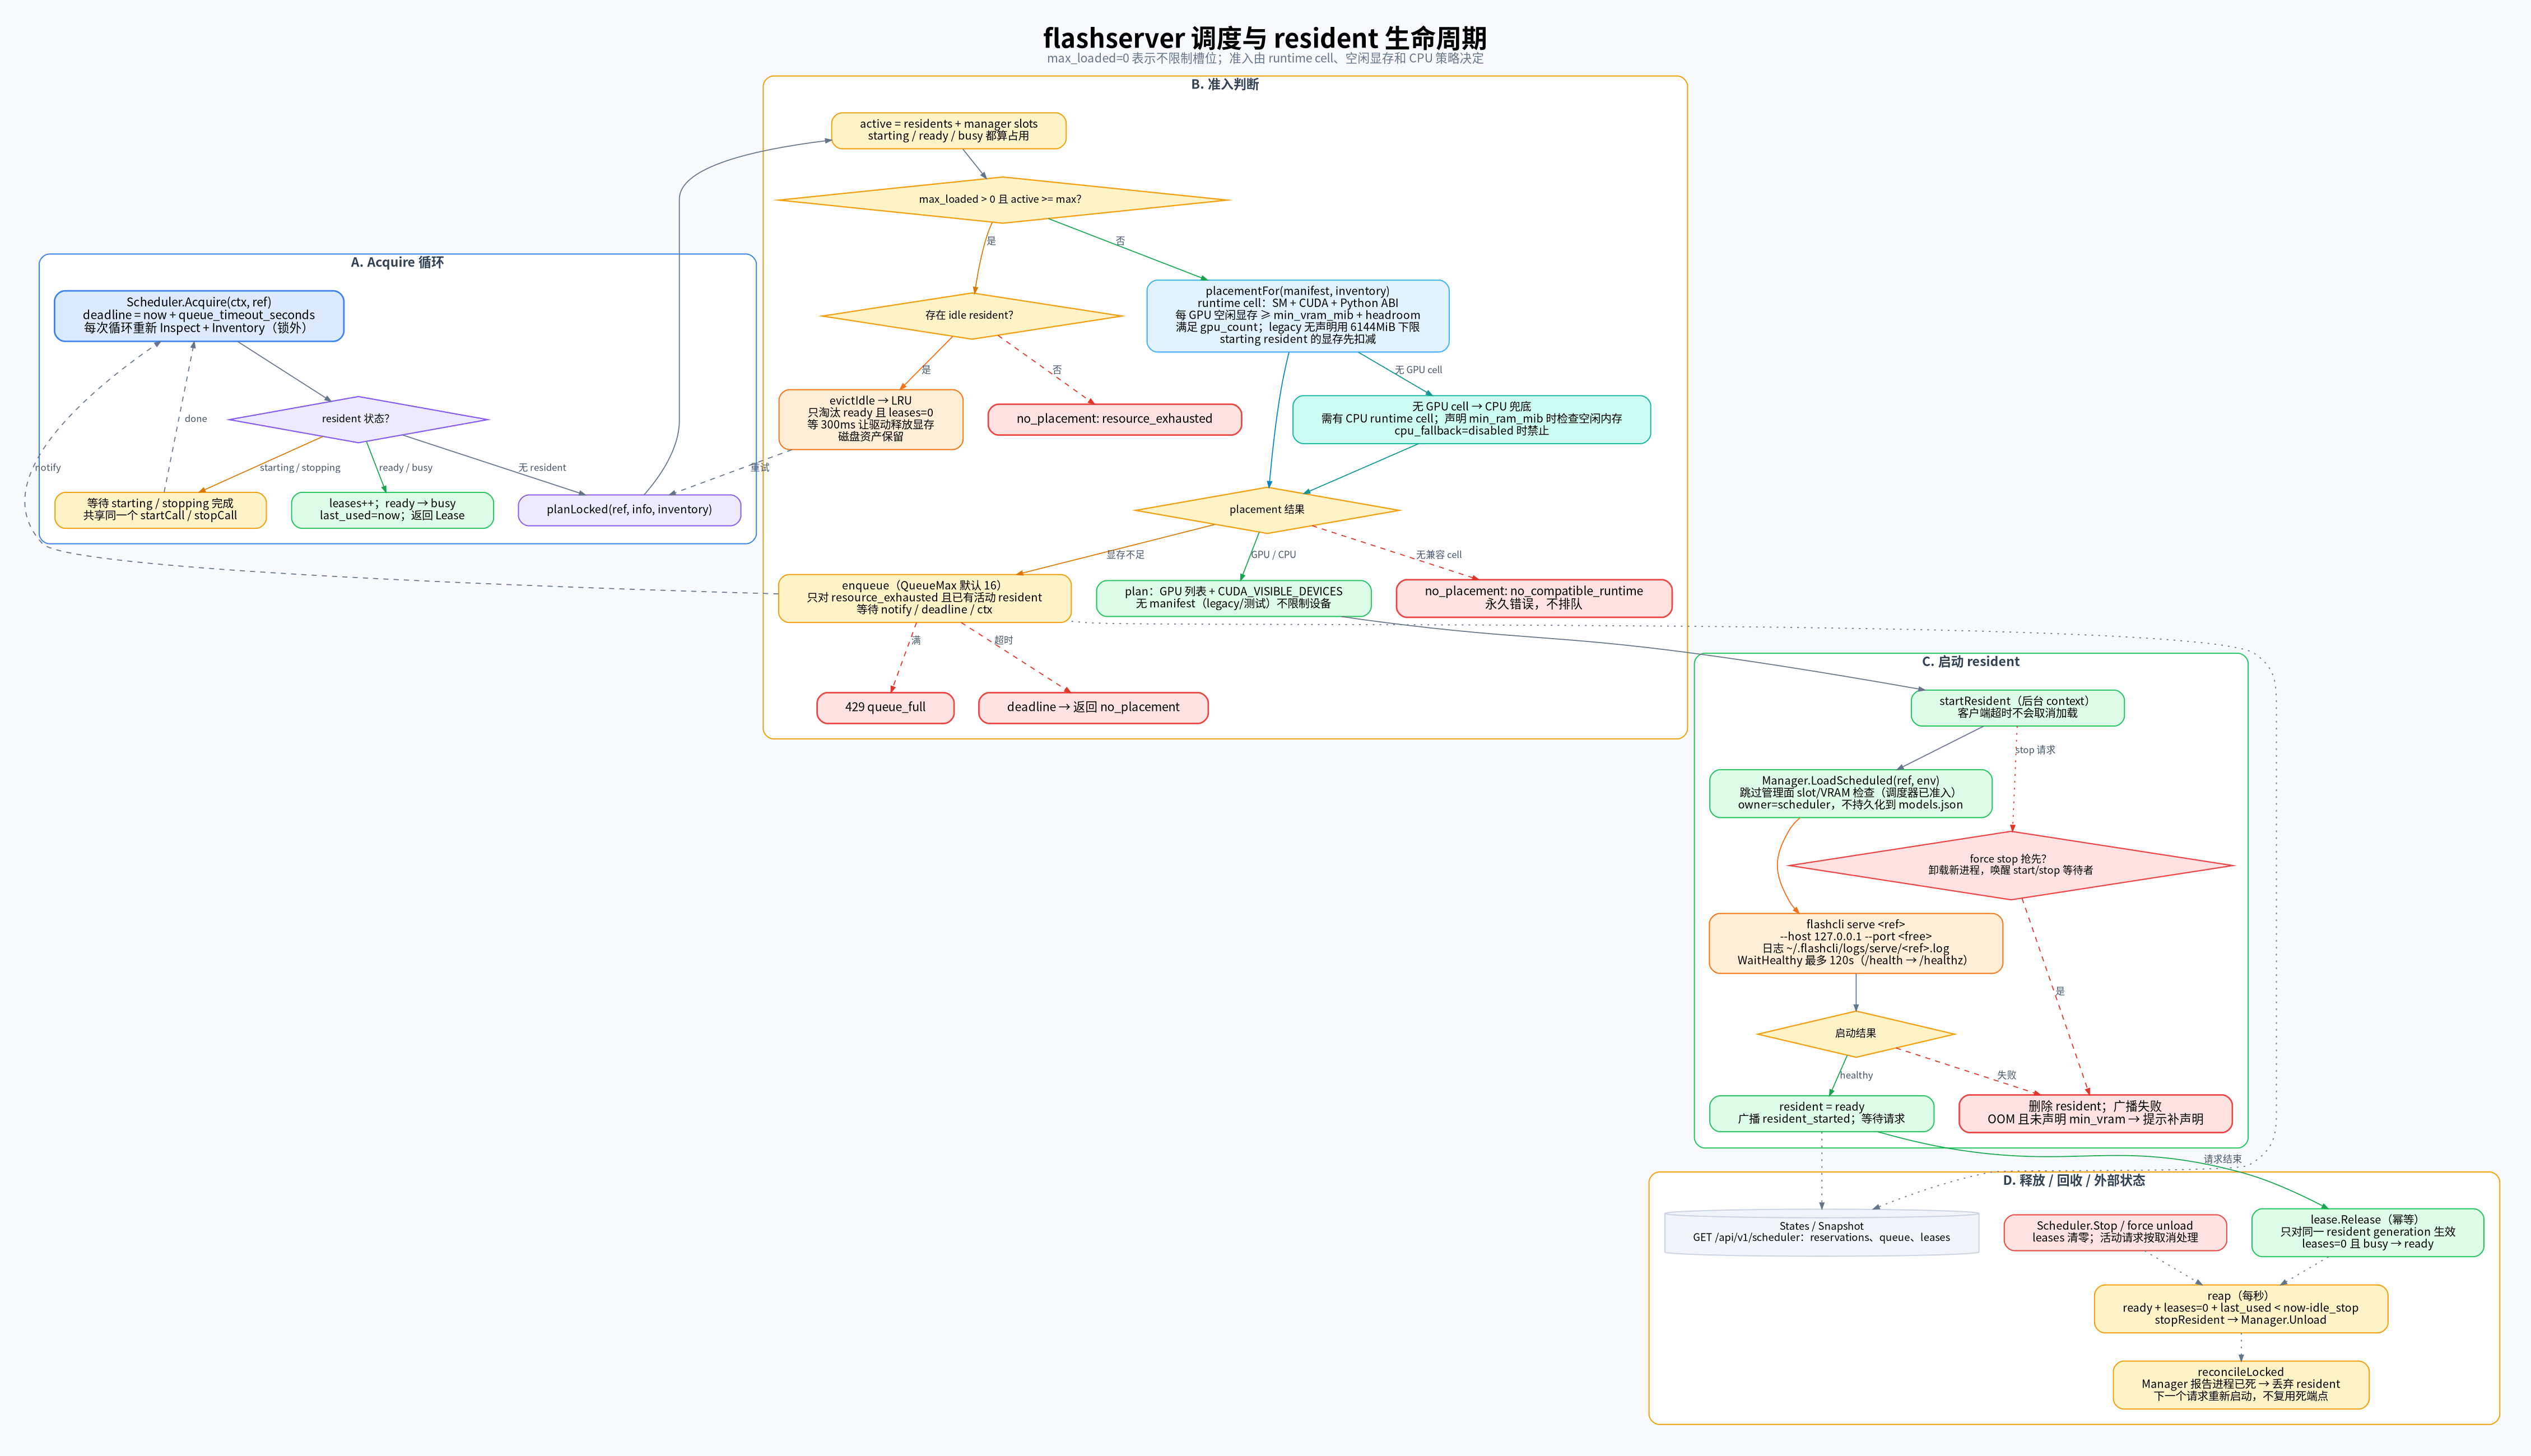 flashserver 调度与 resident 生命周期
max_loaded=0 表示不限制槽位；准入由 runtime cell、空闲显存和 CPU 策略决定
A. Acquire 循环
Scheduler.Acquire(ctx, ref)
deadline = now + queue_timeout_seconds
每次循环重新 Inspect + Inventory（锁外）
resident 状态？
done
notify
starting / stopping
ready / busy
无 resident
等待 starting / stopping 完成
共享同一个 startCall / stopCall
leases++；ready → busy
last_used=now；返回 Lease
planLocked(ref, info, inventory)
B. 准入判断
active = residents + manager slots
starting / ready / busy 都算占用
max_loaded > 0 且 active >= max？
是
否
存在 idle resident？
placementFor(manifest, inventory)
runtime cell：SM + CUDA + Python ABI
每 GPU 空闲显存 ≥ min_vram_mib + headroom
满足 gpu_count；legacy 无声明用 6144MiB 下限
starting resident 的显存先扣减
是
否
无 GPU cell
evictIdle → LRU
只淘汰 ready 且 leases=0
等 300ms 让驱动释放显存
磁盘资产保留
no_placement: resource_exhausted
无 GPU cell → CPU 兜底
需有 CPU runtime cell；声明 min_ram_mib 时检查空闲内存
cpu_fallback=disabled 时禁止
重试
placement 结果
显存不足
GPU / CPU
无兼容 cell
enqueue（QueueMax 默认 16）
只对 resource_exhausted 且已有活动 resident
等待 notify / deadline / ctx
plan：GPU 列表 + CUDA_VISIBLE_DEVICES
无 manifest（legacy/测试）不限制设备
no_placement: no_compatible_runtime
永久错误，不排队
满
超时
429 queue_full
deadline → 返回 no_placement
C. 启动 resident
startResident（后台 context）
客户端超时不会取消加载
stop 请求
Manager.LoadScheduled(ref, env)
跳过管理面 slot/VRAM 检查（调度器已准入）
owner=scheduler，不持久化到 models.json
force stop 抢先？
卸载新进程，唤醒 start/stop 等待者
flashcli serve <ref>
--host 127.0.0.1 --port <free>
日志 ~/.flashcli/logs/serve/<ref>.log
WaitHealthy 最多 120s（/health → /healthz）
是
启动结果
healthy
失败
resident = ready
广播 resident_started；等待请求
删除 resident；广播失败
OOM 且未声明 min_vram → 提示补声明
请求结束
D. 释放 / 回收 / 外部状态
States / Snapshot
GET /api/v1/scheduler：reservations、queue、leases
Scheduler.Stop / force unload
leases 清零；活动请求按取消处理
lease.Release（幂等）
只对同一 resident generation 生效
leases=0 且 busy → ready
reap（每秒）
ready + leases=0 + last_used < now-idle_stop
stopResident → Manager.Unload
reconcileLocked
Manager 报告进程已死 → 丢弃 resident
下一个请求重新启动，不复用死端点